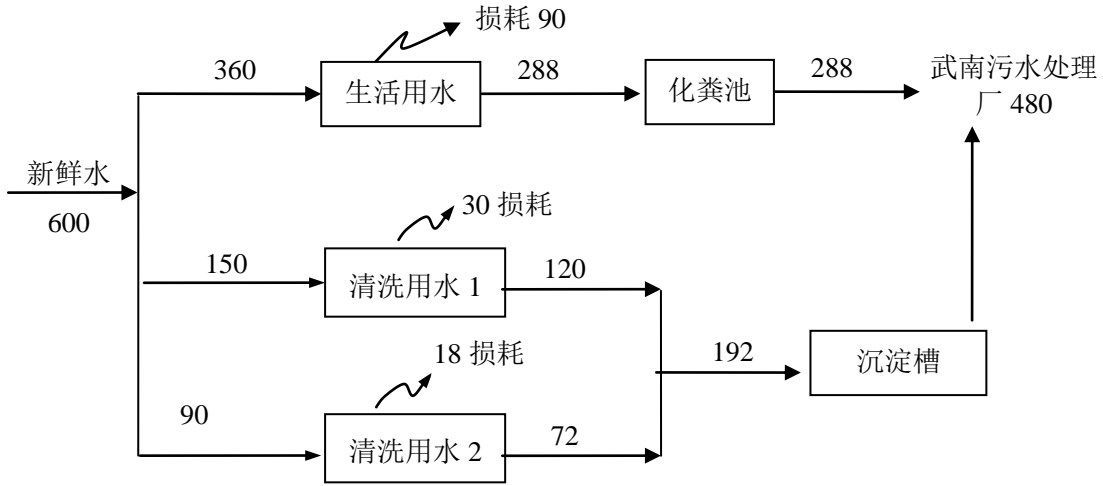 损耗 90
360
生活用水
288
化粪池
288
武南污水处理
厂 480
新鲜水
600
30 损耗
150
清洗用水 1
120
18 损耗
192
沉淀槽
90
清洗用水 2
72